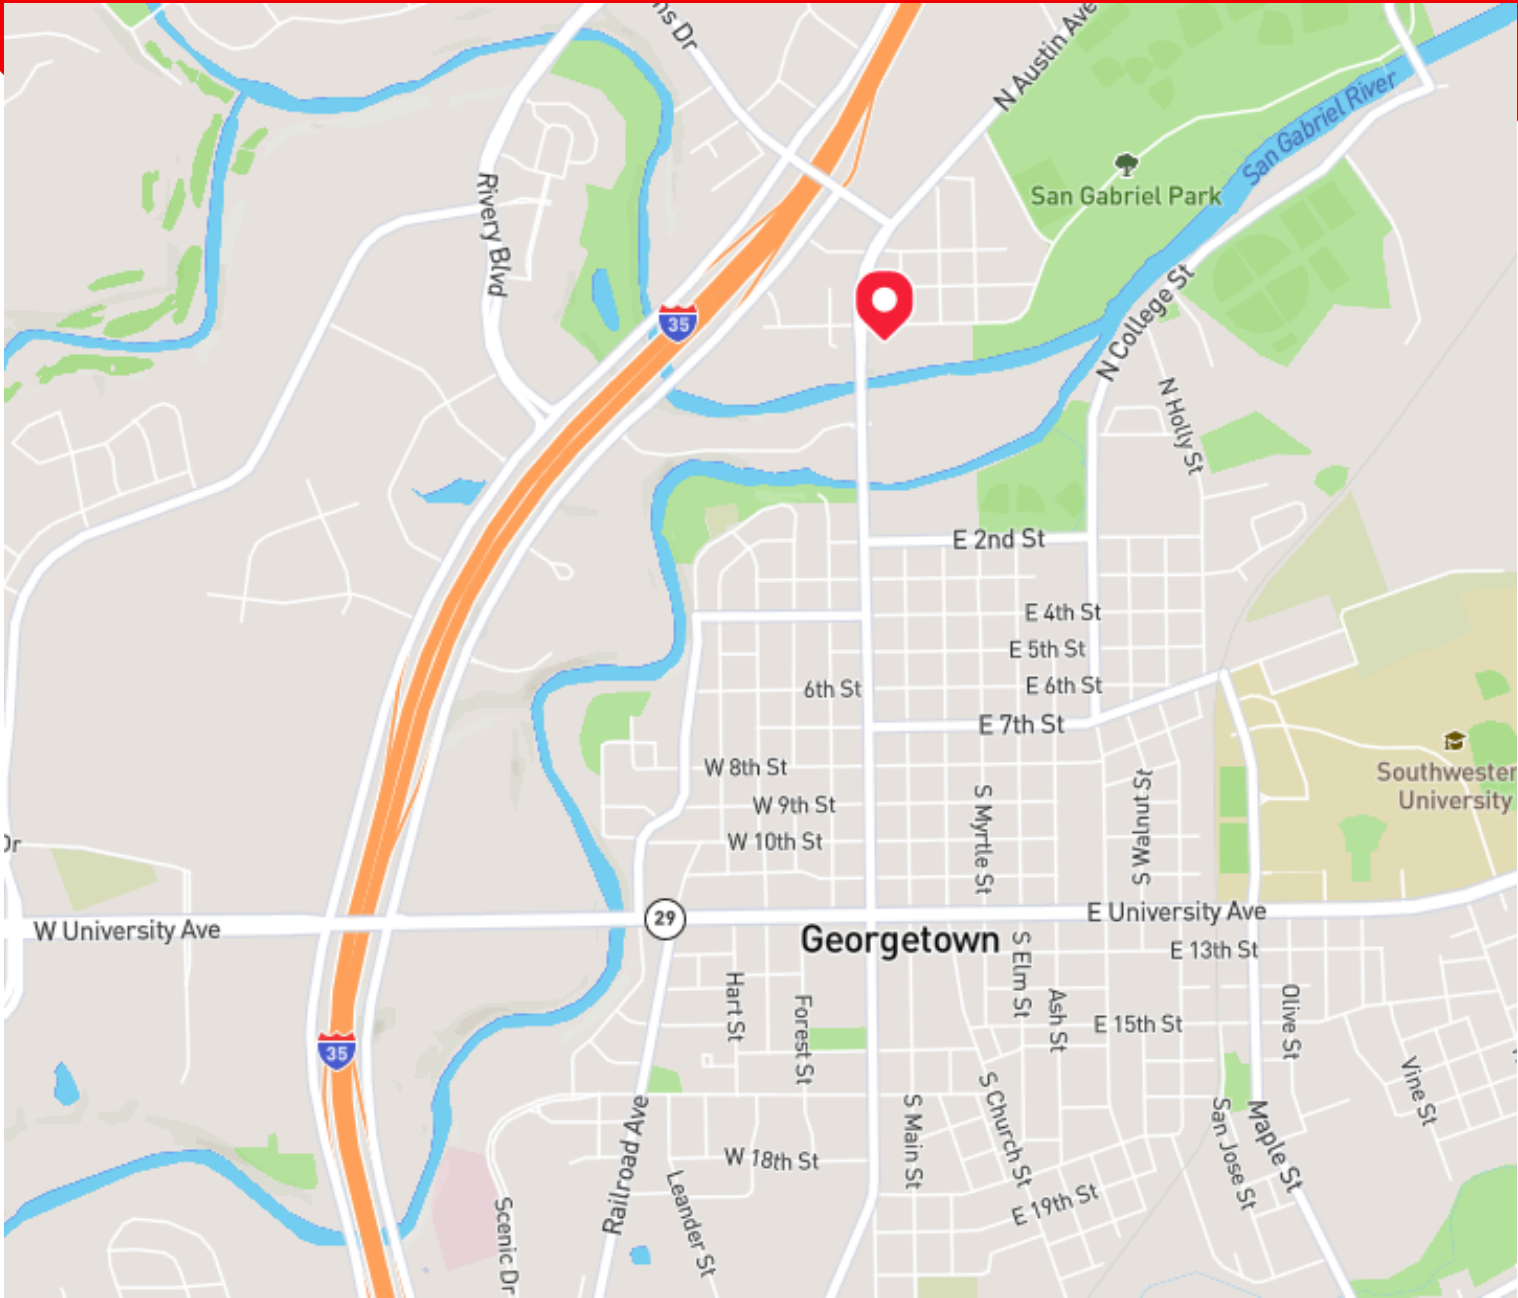 ns Dr
N Austin Ave
San Gabriel River
San Gabriel Park
Rivery Blvd
35
N College St
N Holly St
E 2nd St
E 4th St
E 5th St
6th St
E 6th St
E 7th St
W 8th St
Southwester
University
W 9th St
S Myrtle St
S Walnut St
W 10th St
Dr
29
E University Ave
W University Ave
Georgetown
E 13th St
S Elm St
Hart St
Forest St
Ash St
E 15th St
Olive St
35
Vine St
S Church St
S Main St
San Jose St
Maple St
Railroad Ave
W 18th St
Leander St
E 19th St
Scenic Dr